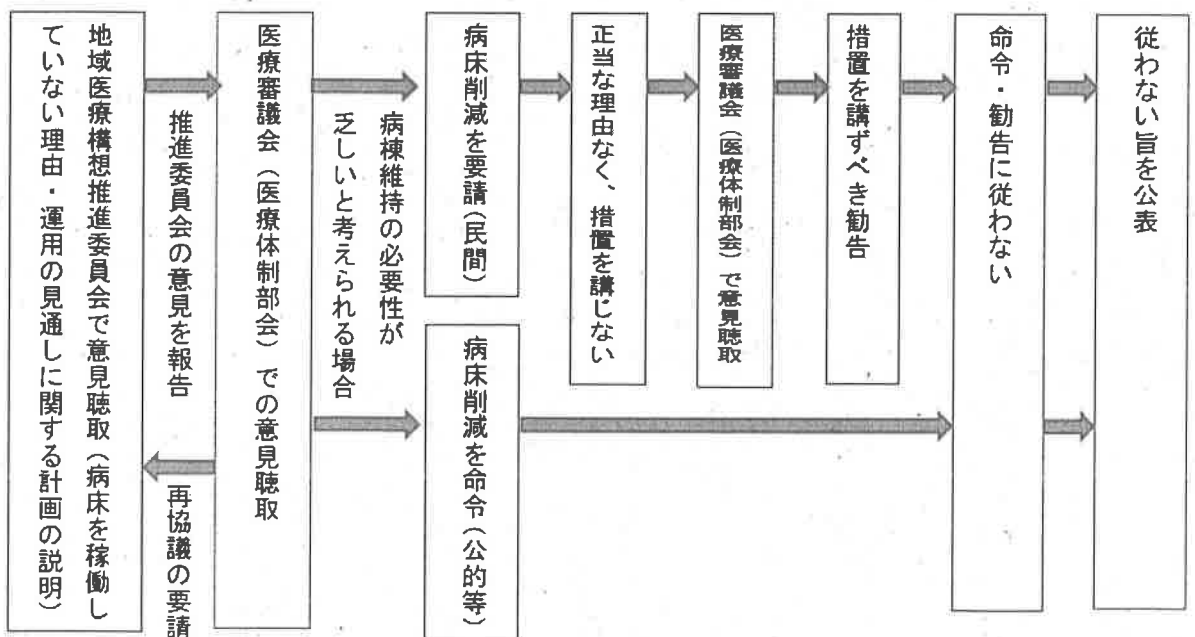 地域医療構想推進委員会で意見聴取（病床を稼働し
ていない理由・運用の見通しに関する計画の説明）
推進委員会の意見を報告
再協議の要請
医療審議会（医療体制部会）での意見聴取
病棟維持の必要性が
乏しいと考えられる場合
病床削減を要請（民間）
病床削減を命令（公的等）
正当な理由なく、措置を講じない
医療審議会（医療体制部会）で意見聴取
措置を講ずべき勧告
命令・勧告に従わない
従わない旨を公表